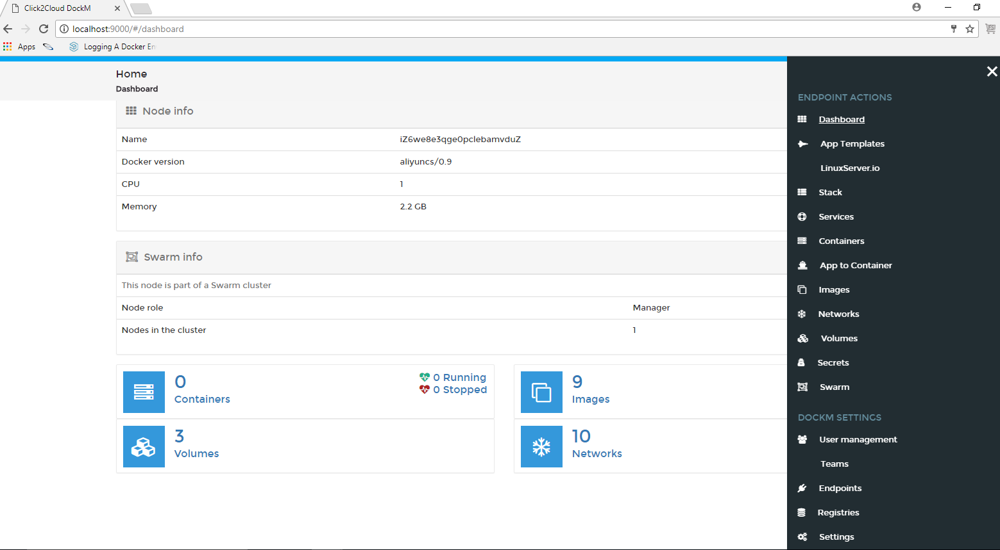 Click2Cloud DockM
localhost:9000/#/dashboard
Apps
Logging A Docker En
Home
Dashboard
Node info
Name iZ6we8e3qge0pclebamvduZ
Docker version aliyuncs/0.9
CPU 1
Memory 2.2 GB
Swarm info
This node is part of a Swarm cluster
Node role Manager
Nodes in the cluster 1
0
Containers
0 Running
0 Stopped
9
Images
3
Volumes
10
Networks
ENDPOINT ACTIONS
Dashboard
App Templates
LinuxServer.io
Stack
Services
Containers
App to Container
Images
Networks
Volumes
Secrets
Swarm
DOCKM SETTINGS
User management
Teams
Endpoints
Registries
Settings